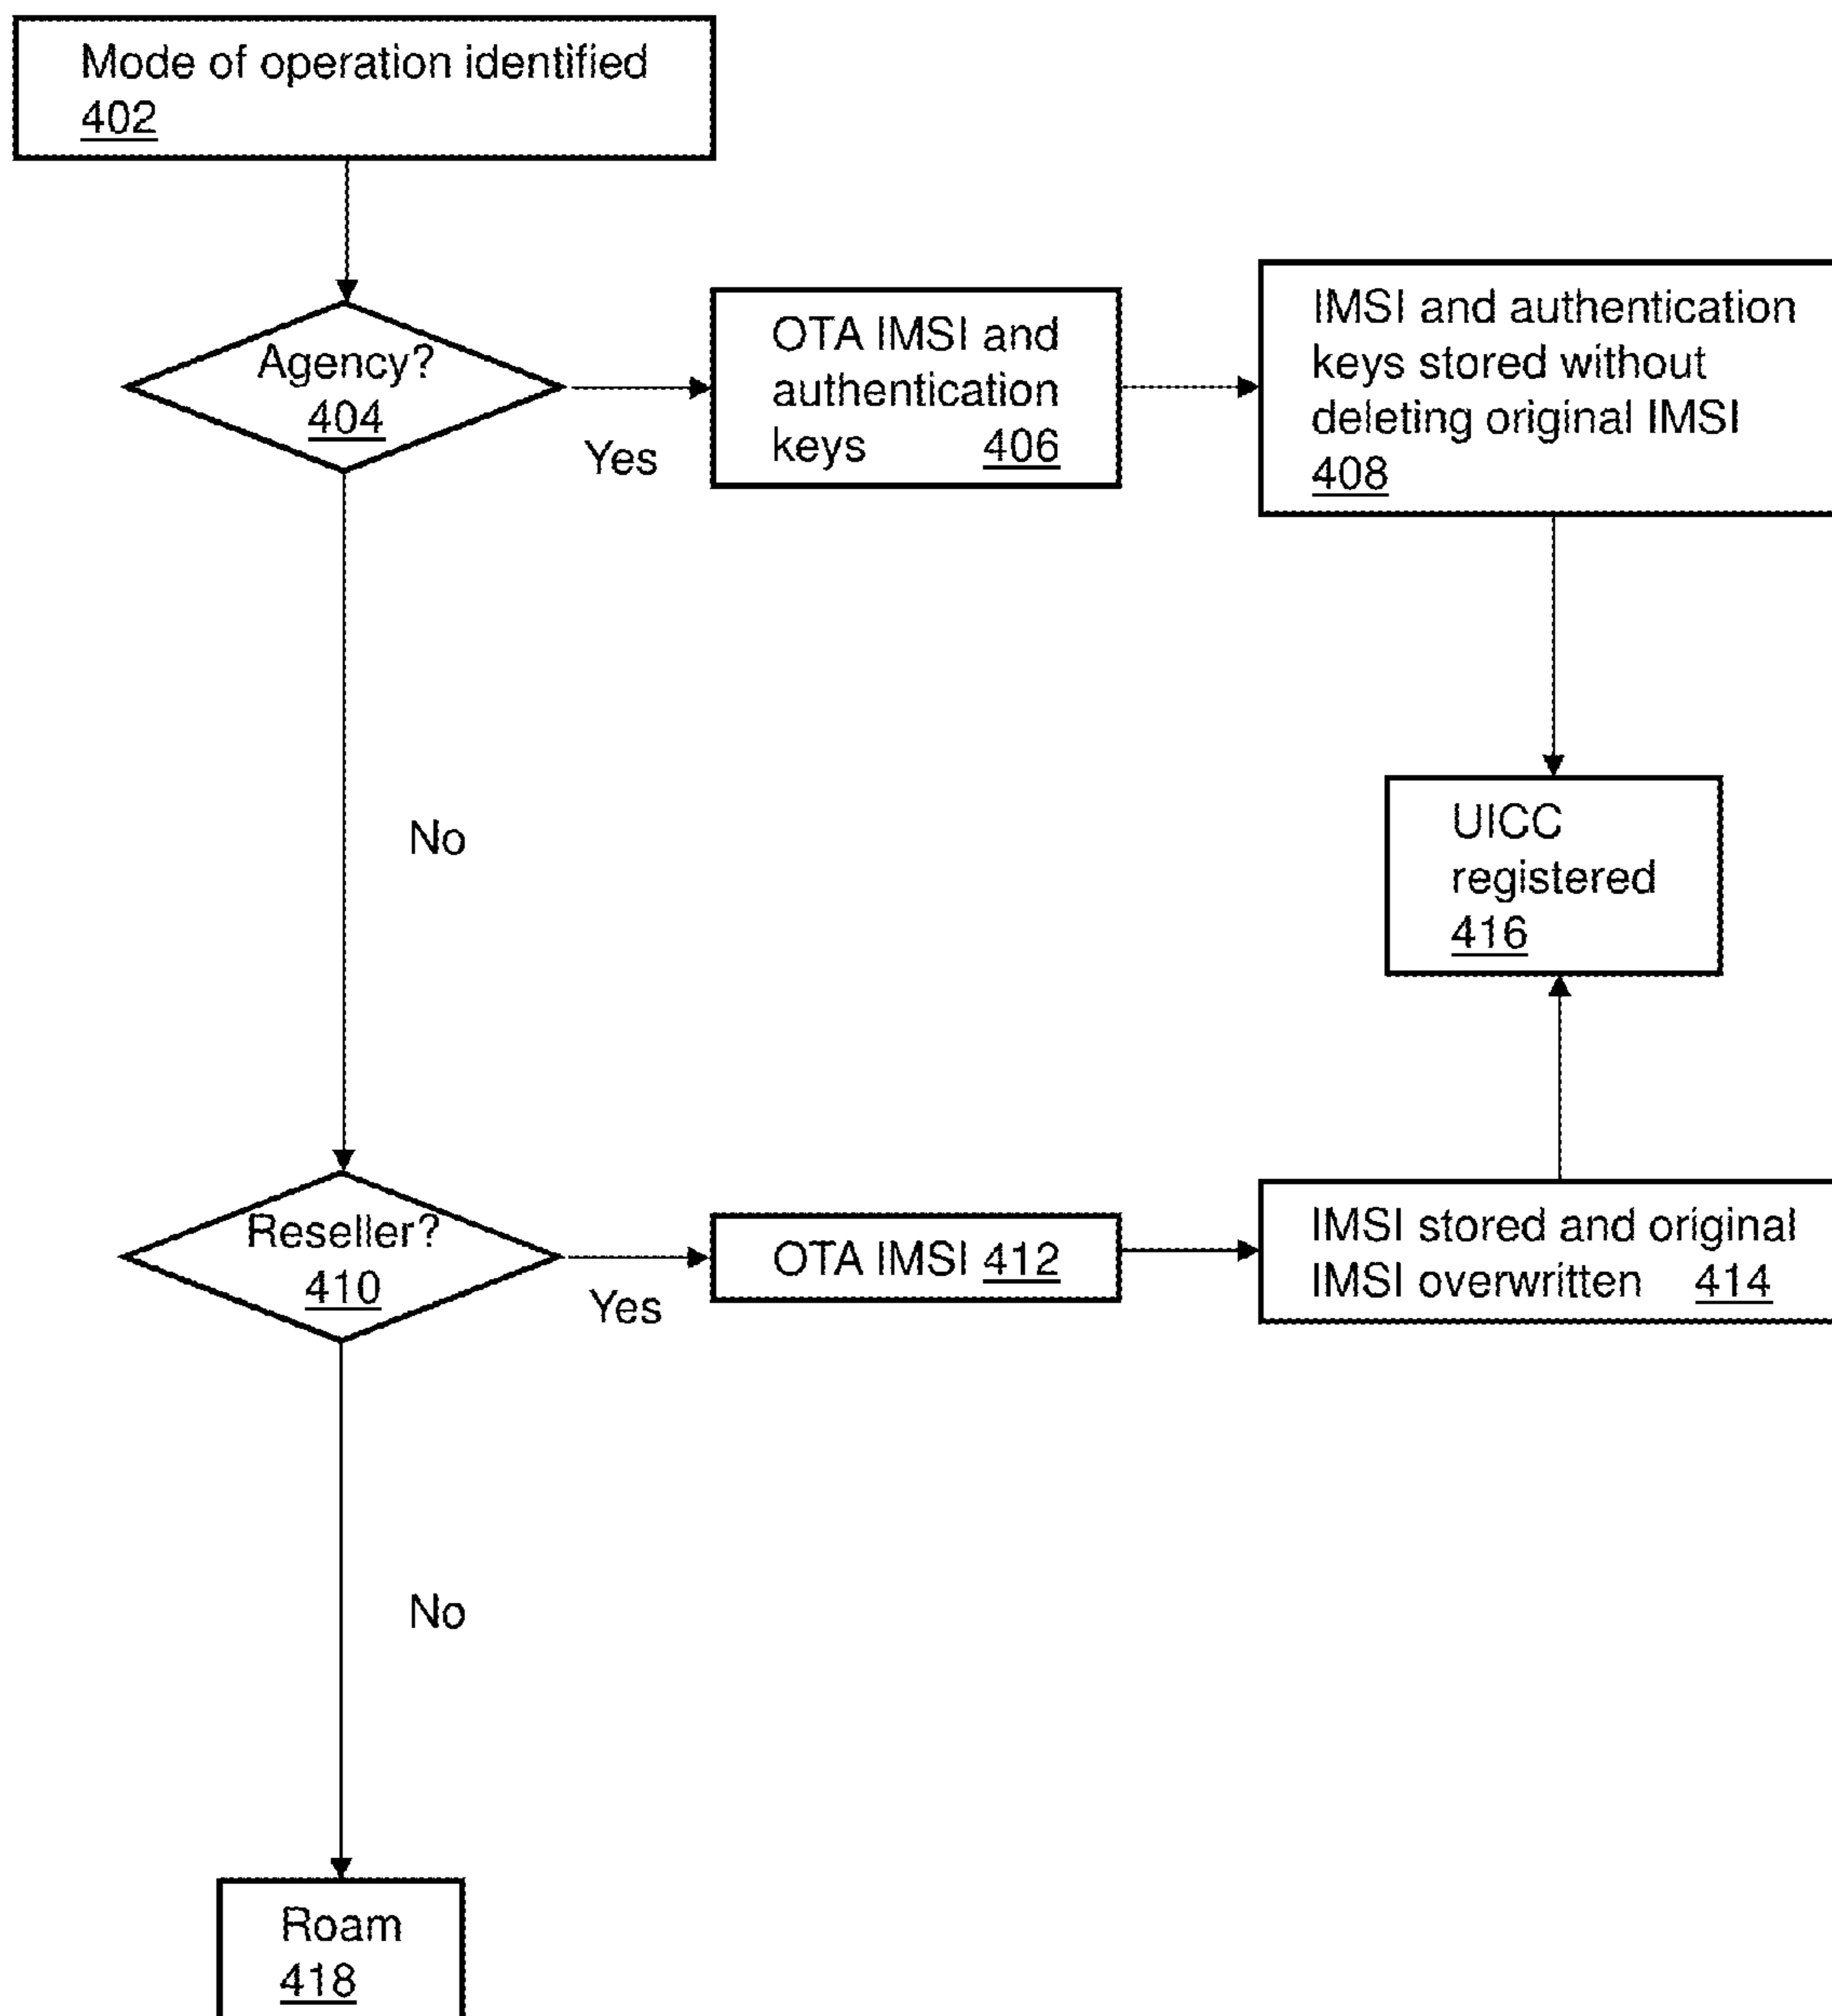 Mode of operation identified
402
Agency?
404
Yes
OTA IMSI and
authentication
keys 406
IMSI and authentication
keys stored without
deleting original IMSI
408
No
UICC
registered
416
Reseller?
410
Yes
OTA IMSI 412
IMSI stored and original
IMSI overwritten 414
No
Roam
418